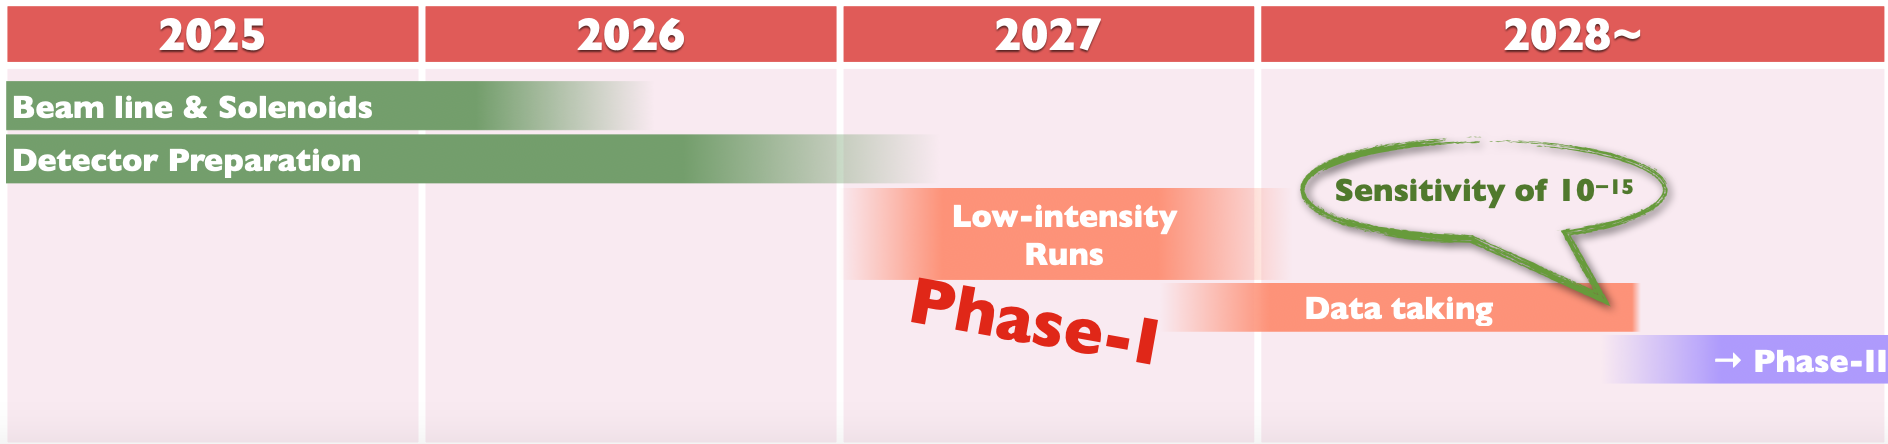 2025
2026
2027
2028~
Beam line & Solenoids
Detector Preparation
Low-intensity
Runs
Sensitivity of 10⁻¹⁵
Phase-I
Data taking
→ Phase-II